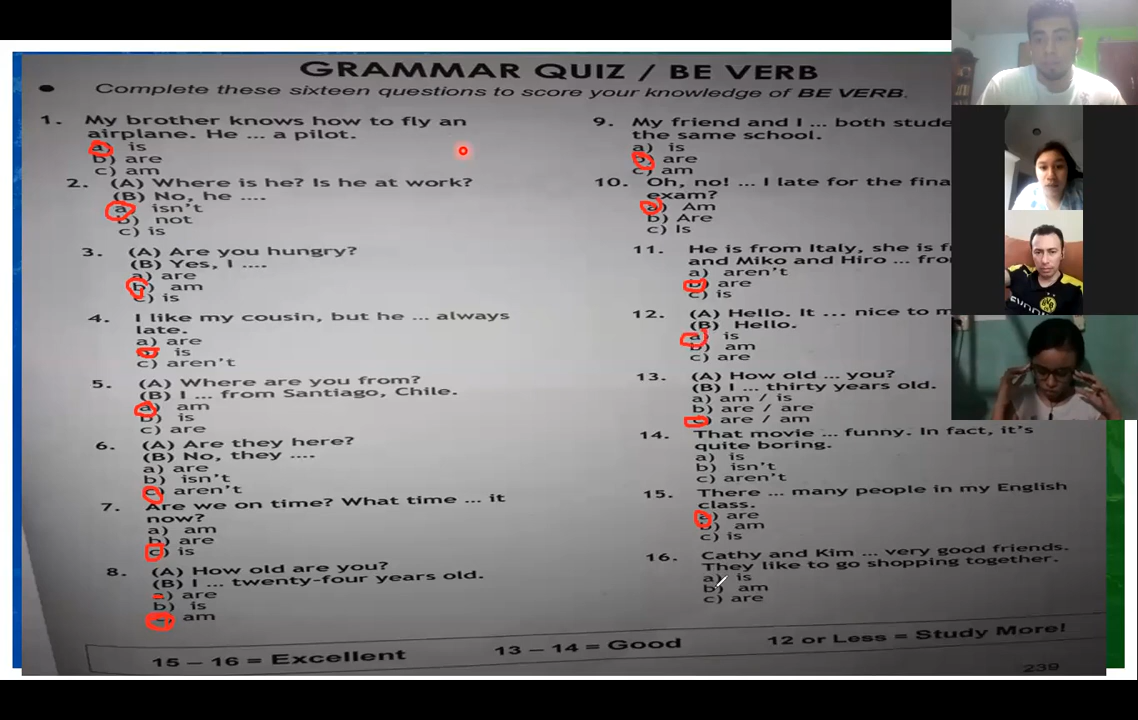 GRAMMAR QUIZ / BE VERB
● Complete these sixteen questions to score your knowledge of BE VERB.
1. My brother knows how to fly an
airplane. He ... a pilot.
a) is
b) are
c) am
2. (A) Where is he? Is he at work?
(B) No, he ....
a) isn't
b) not
c) is
3. (A) Are you hungry?
(B) Yes, I ....
a) are
b) am
c) is
4. I like my cousin, but he ... always
late.
a) are
b) is
c) aren't
5. (A) Where are you from?
(B) I ... from Santiago, Chile.
a) am
b) is
c) are
6. (A) Are they here?
(B) No, they ....
a) are
b) isn't
c) aren't
7. Are we on time? What time ... it
now?
a) am
b) are
c) is
8. (A) How old are you?
(B) I ... twenty-four years old.
a) are
b) is
c) am
9. My friend and I ... both stude
the same school.
a) is
b) are
c) am
10. Oh, no! ... I late for the fina
exam?
a) Am
b) Are
c) Is
11. He is from Italy, she is f
and Miko and Hiro ... fro
a) aren't
b) are
c) is
12. (A) Hello. It ... nice to m
(B) Hello.
a) is
b) am
c) are
13. (A) How old ... you?
(B) I ... thirty years old.
a) am / is
b) are / are
c) are / am
14. That movie ... funny. In fact, it's
quite boring.
a) is
b) isn't
c) aren't
15. There ... many people in my English
class.
a) are
b) am
c) is
16. Cathy and Kim ... very good friends.
They like to go shopping together.
a) is
b) am
c) are
15 – 16 = Excellent 13 – 14 = Good 12 or Less = Study More!
239